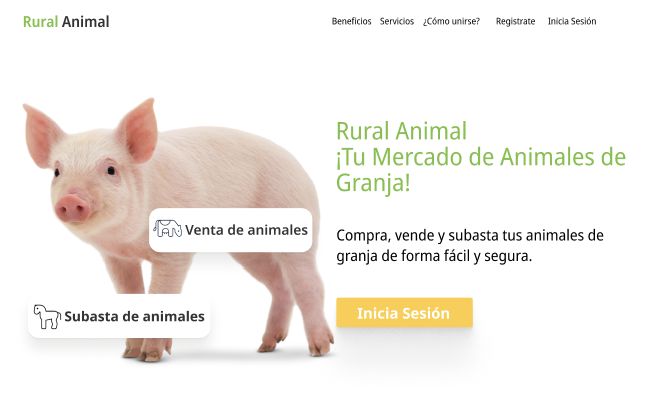 Rural Animal
Beneficios Servicios ¿Cómo unirse? Registrate Inicia Sesión
Rural Animal
¡Tu Mercado de Animales de
Granja!
Venta de animales
Compra, vende y subasta tus animales de
granja de forma fácil y segura.
Subasta de animales
Inicia Sesión